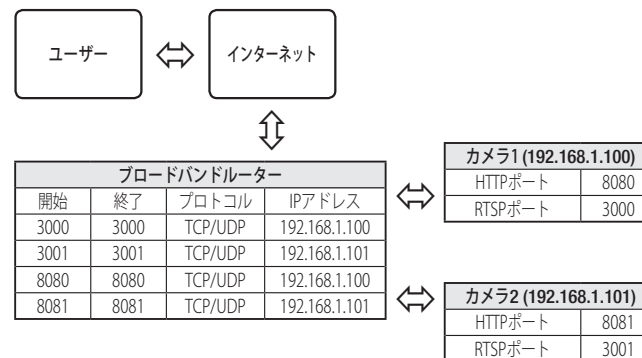 ユーザー
インターネット
ブロードバンドルーター
開始 終了 プロトコル IPアドレス
3000 3000 TCP/UDP 192.168.1.100
3001 3001 TCP/UDP 192.168.1.101
8080 8080 TCP/UDP 192.168.1.100
8081 8081 TCP/UDP 192.168.1.101
カメラ1 (192.168.1.100)
HTTPポート 8080
RTSPポート 3000
カメラ2 (192.168.1.101)
HTTPポート 8081
RTSPポート 3001